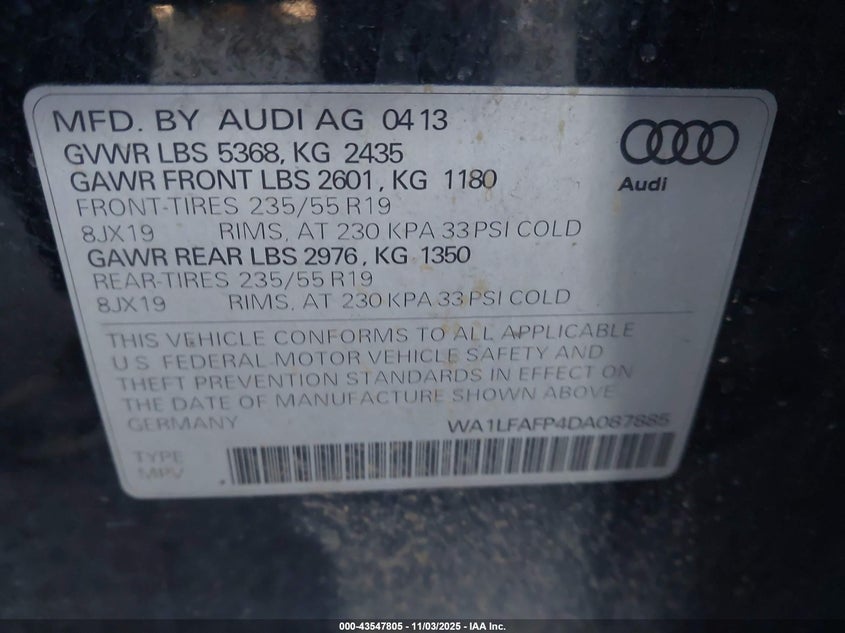 MFD. BY AUDI AG 0413
GVWR LBS 5368, KG 2435
GAWR FRONT LBS 2601, KG 1180
FRONT-TIRES 235/55 R19
8JX19 RIMS, AT 230 KPA 33 PSI COLD
GAWR REAR LBS 2976, KG 1350
REAR-TIRES 235/55 R19
8JX19 RIMS, AT 230 KPA 33 PSI COLD
Audi
THIS VEHICLE CONFORMS TO ALL APPLICABLE
U.S. FEDERAL MOTOR VEHICLE SAFETY AND
THEFT PREVENTION STANDARDS IN EFFECT ON
THE DATE OF MANUFACTURE SHOWN ABOVE
GERMANY WA1LFAFP4DA087885
TYPE
MPV
000-43547805 - 11/03/2025 - IAA Inc.